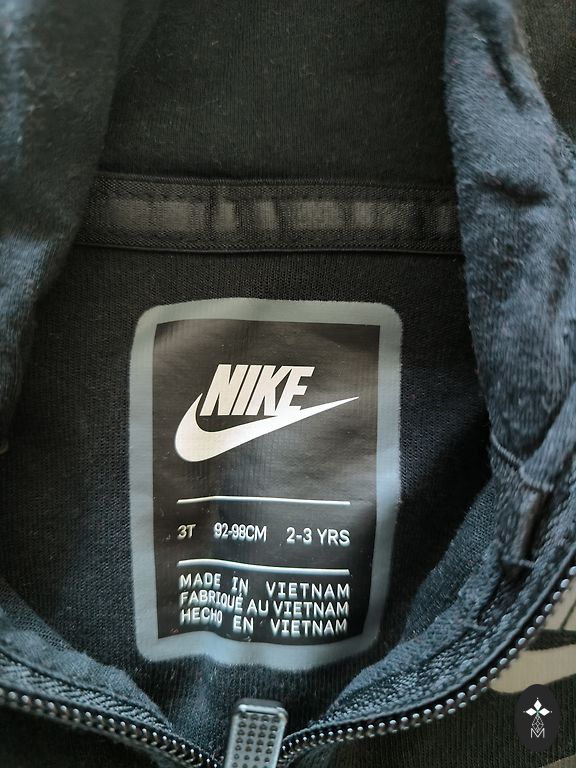 NIKE
3T 92-98CM 2-3 YRS
MADE IN VIETNAM
FABRIQUÉ AU VIETNAM
HECHO EN VIETNAM
M